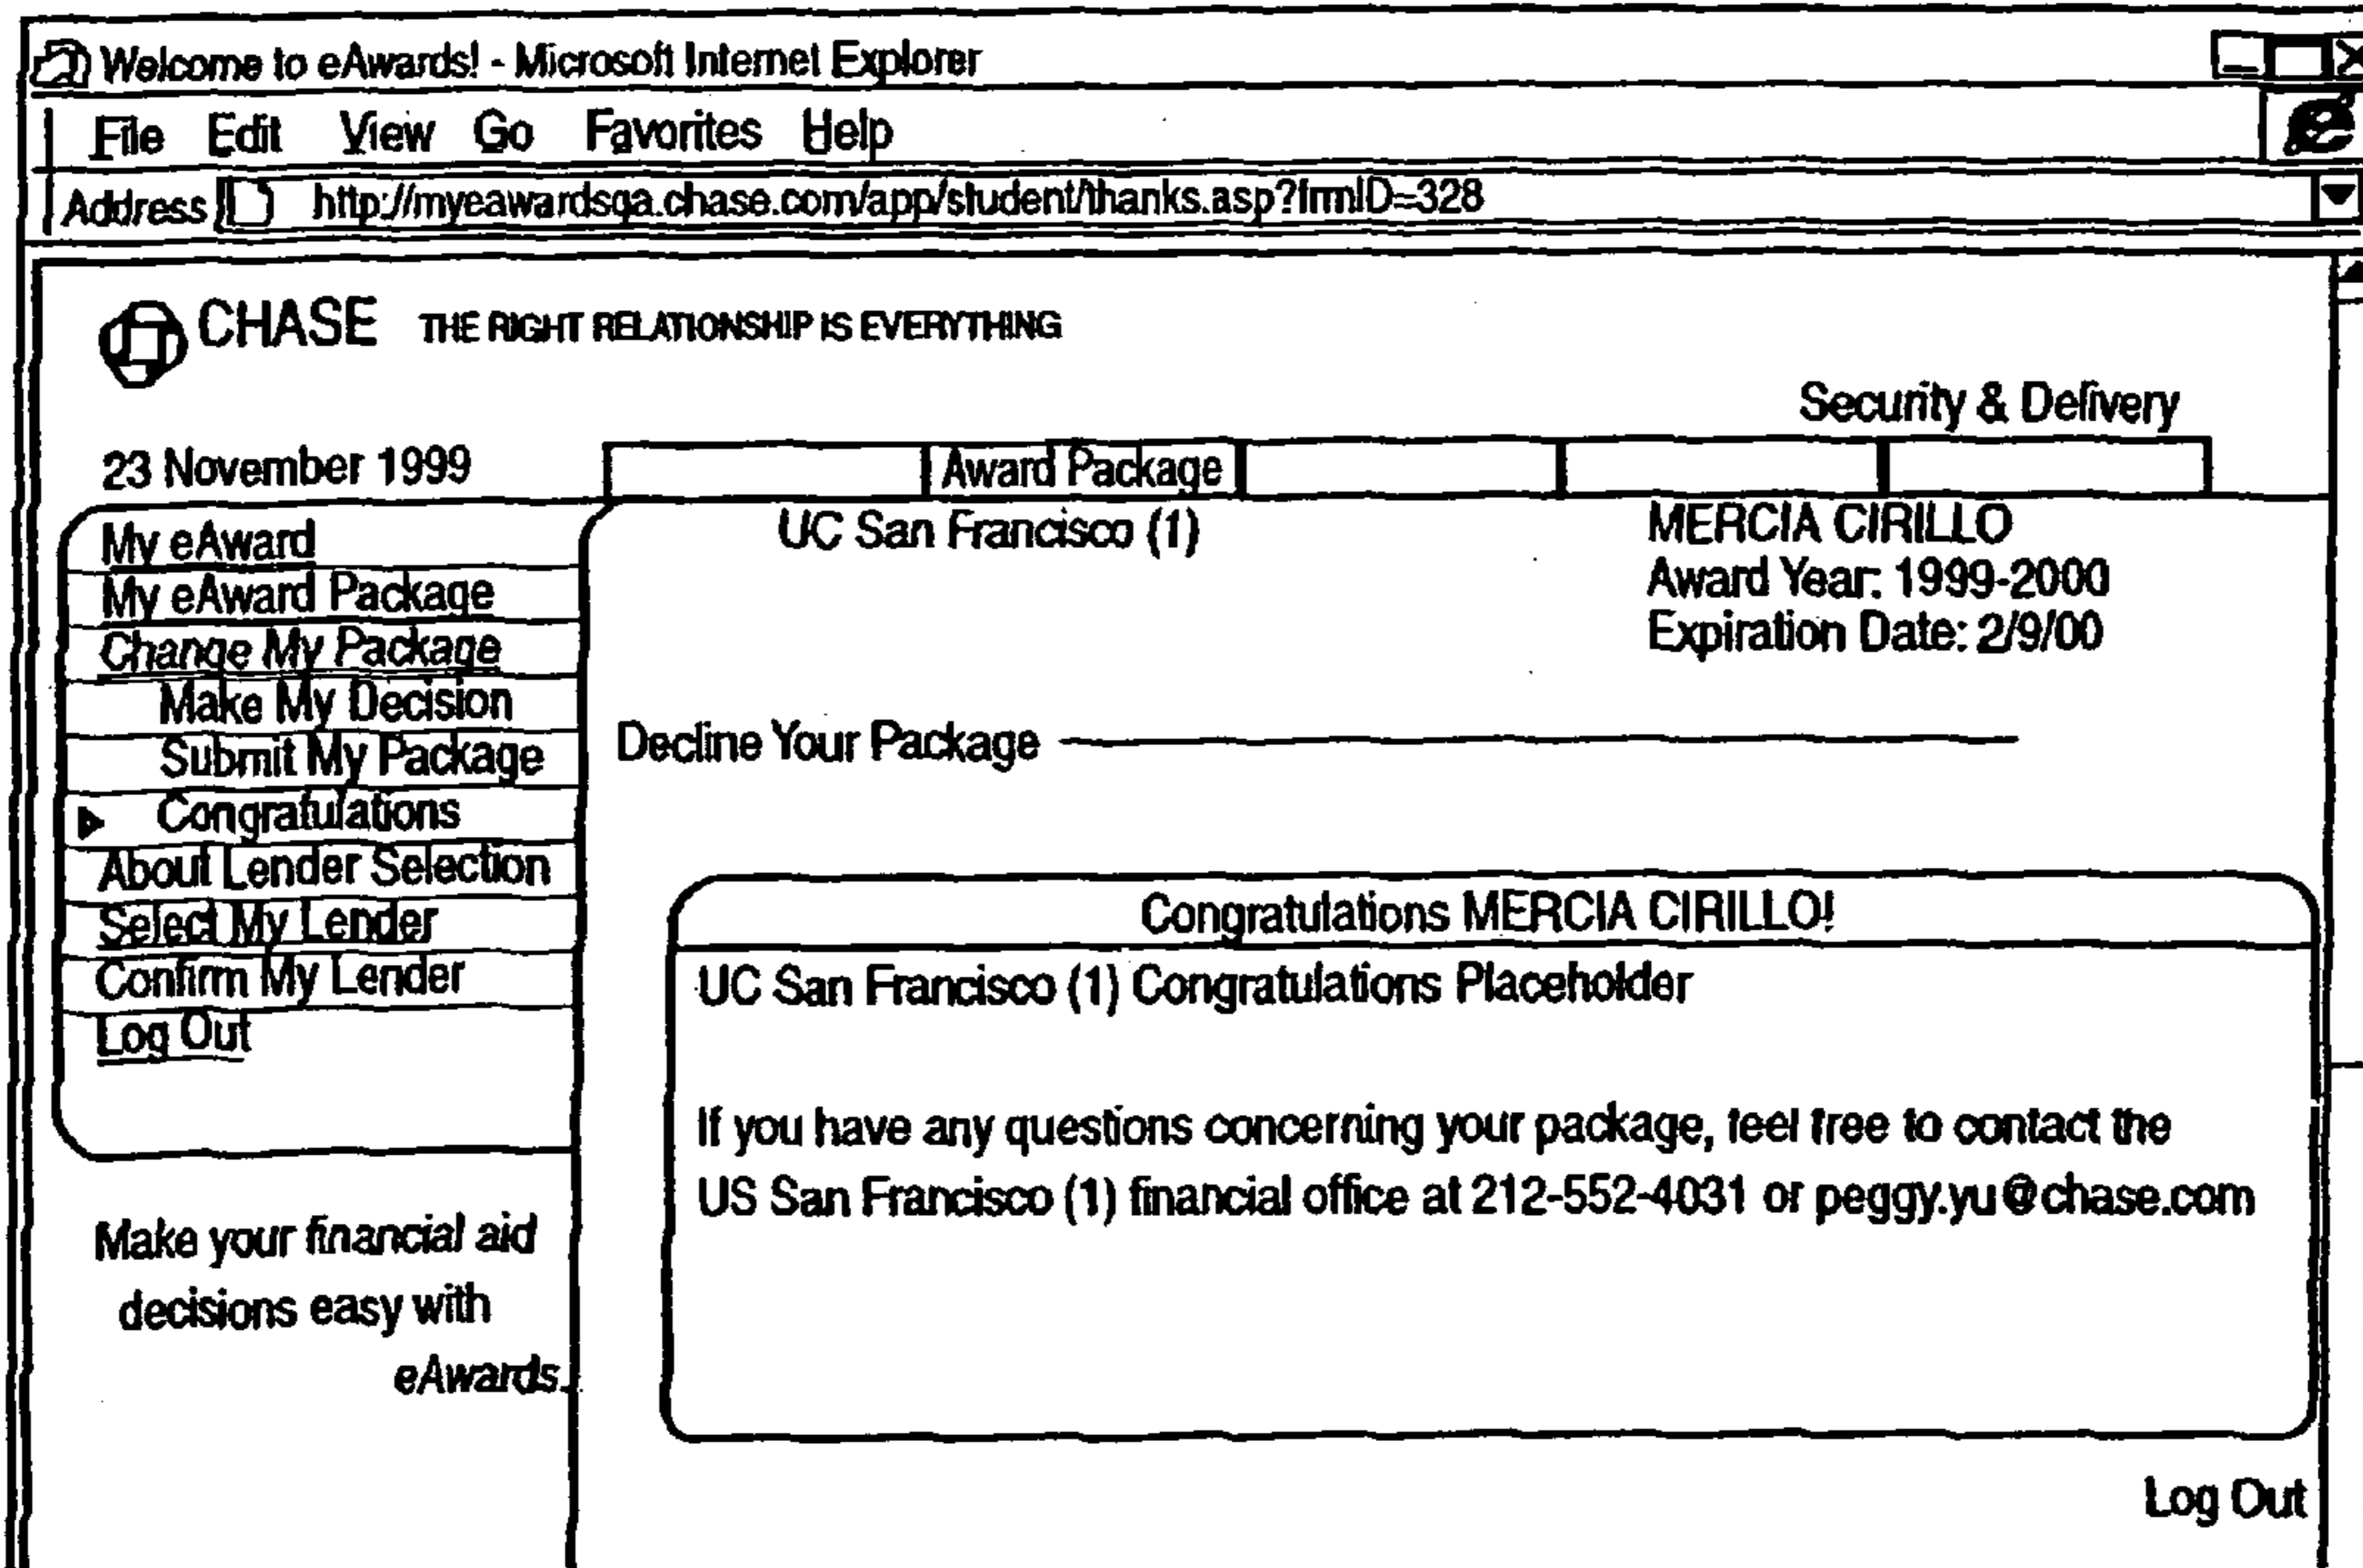 Welcome to eAwards! - Microsoft Internet Explorer
File Edit View Go Favorites Help
Address http://myeawardsqa.chase.com/app/student/thanks.asp?frmID=328
CHASE THE RIGHT RELATIONSHIP IS EVERYTHING
Security & Delivery
23 November 1999
Award Package
My eAward
My eAward Package
Change My Package
Make My Decision
Submit My Package
Congratulations
About Lender Selection
Select My Lender
Confirm My Lender
Log Out
Make your financial aid
decisions easy with
eAwards.
UC San Francisco (1)
MERCIA CIRILLO
Award Year: 1999-2000
Expiration Date: 2/9/00
Decline Your Package
Congratulations MERCIA CIRILLO!
UC San Francisco (1) Congratulations Placeholder
If you have any questions concerning your package, feel free to contact the
US San Francisco (1) financial office at 212-552-4031 or peggy.yu@chase.com
Log Out